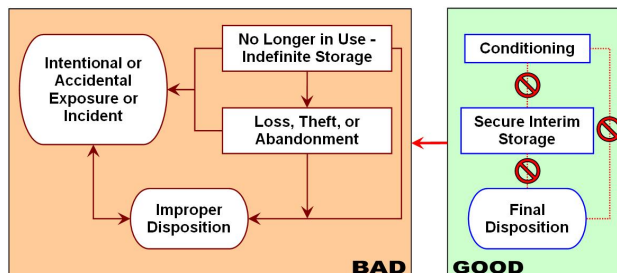 No Longer in Use -
Indefinite Storage
Intentional or
Accidental
Exposure or
Incident
Loss, Theft, or
Abandonment
Improper
Disposition
BAD
Conditioning
Secure Interim
Storage
Final
Disposition
GOOD